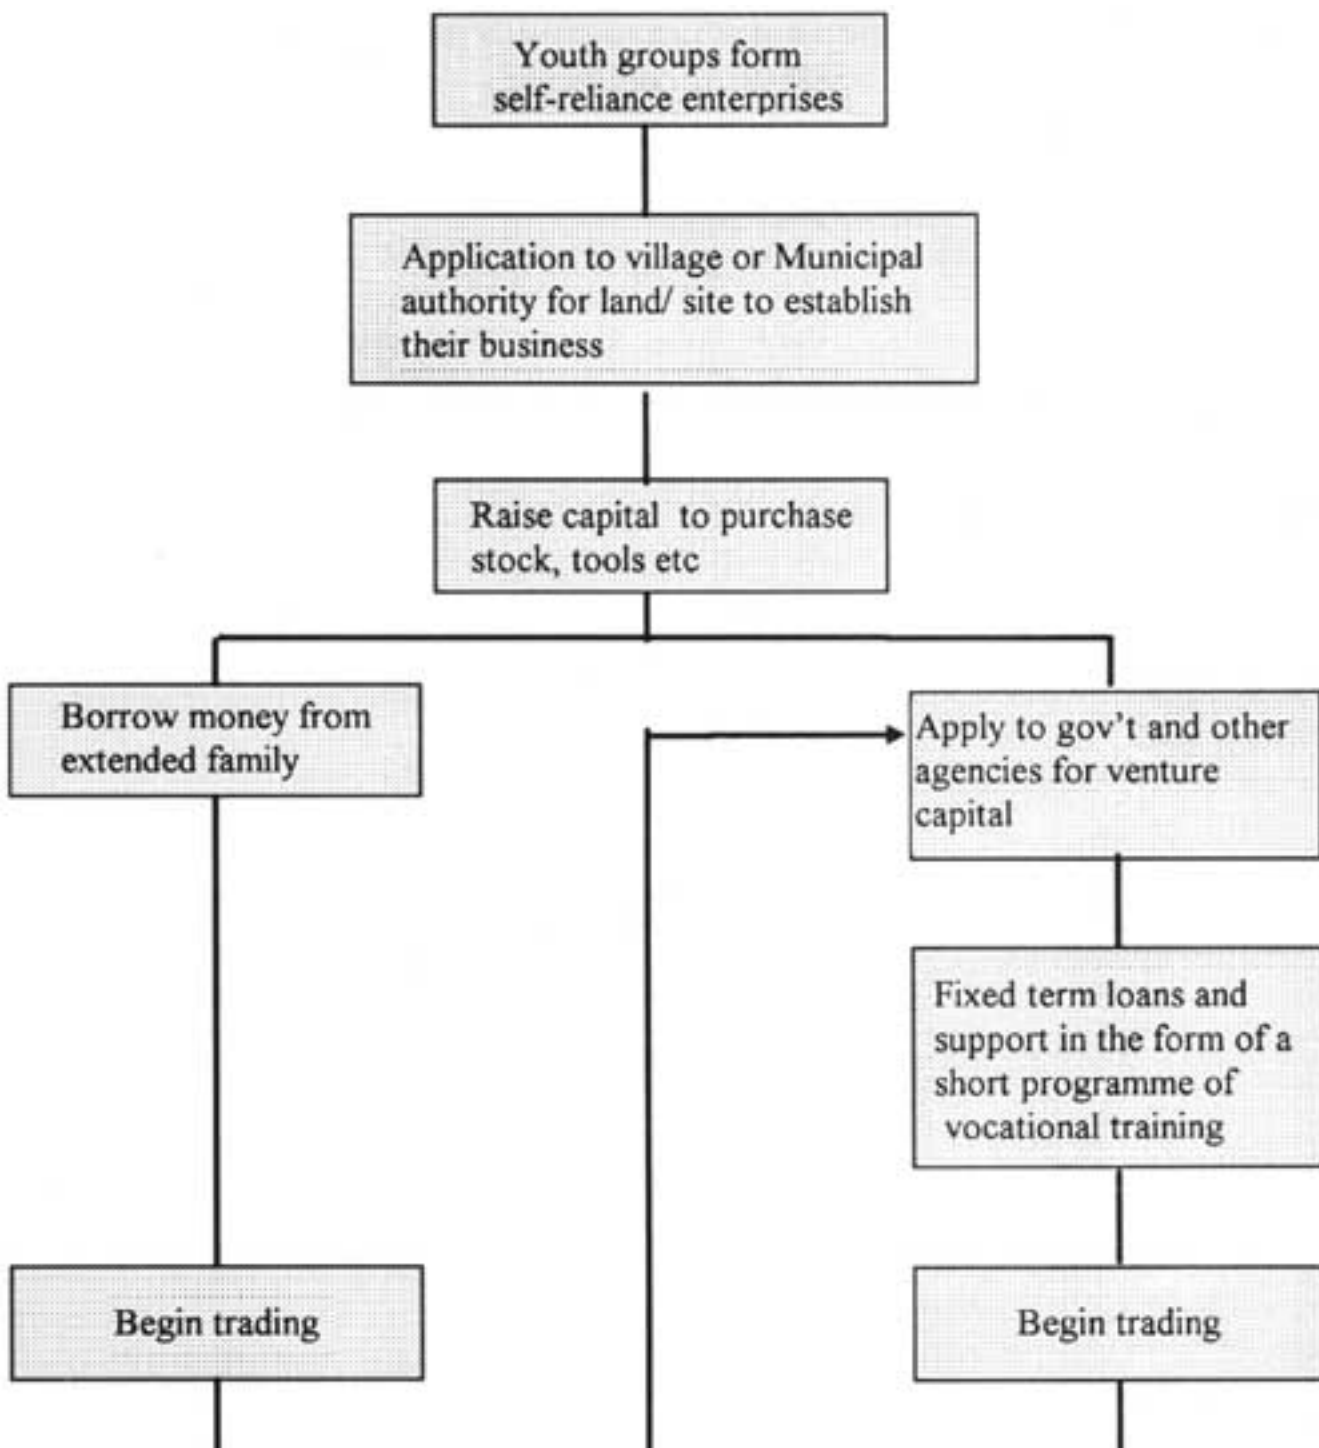 Youth groups form
self-reliance enterprises
Application to village or Municipal
authority for land/ site to establish
their business
Raise capital to purchase
stock, tools etc
Borrow money from
extended family
Apply to gov't and other
agencies for venture
capital
Fixed term loans and
support in the form of a
short programme of
vocational training
Begin trading
Begin trading